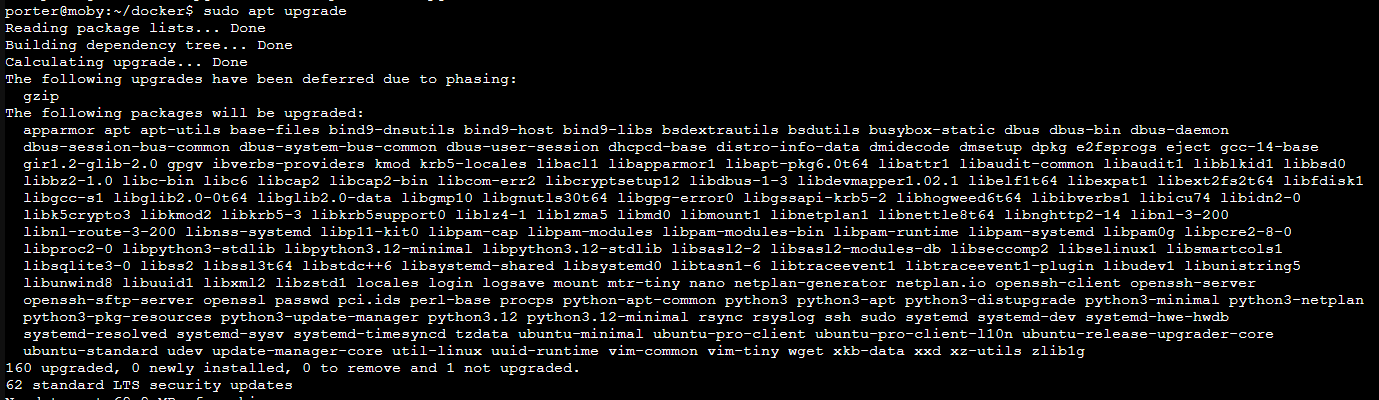 porter@moby:~/docker$ sudo apt upgrade
Reading package lists... Done
Building dependency tree... Done
Calculating upgrade... Done
The following upgrades have been deferred due to phasing:
  gzip
The following packages will be upgraded:
  apparmor apt apt-utils base-files bind9-dnsutils bind9-host bind9-libs bsdextrautils bsdutils busybox-static dbus dbus-bin dbus-daemon
  dbus-session-bus-common dbus-system-bus-common dbus-user-session dhcpcd-base distro-info-data dmidecode dmsetup dpkg e2fsprogs eject gcc-14-base
  gir1.2-glib-2.0 gpgv ibverbs-providers kmod krb5-locales libacl1 libapparmor1 libapt-pkg6.0t64 libattr1 libaudit-common libaudit1 libblkid1 libbsd0
  libbz2-1.0 libc-bin libc6 libcap2 libcap2-bin libcom-err2 libcryptsetup12 libdbus-1-3 libdevmapper1.02.1 libelf1t64 libexpat1 libext2fs2t64 libfdisk1
  libgcc-s1 libglib2.0-0t64 libglib2.0-data libgmp10 libgnutls30t64 libgpg-error0 libgssapi-krb5-2 libhogweed6t64 libibverbs1 libicu74 libidn2-0
  libk5crypto3 libkmod2 libkrb5-3 libkrb5support0 liblz4-1 liblzma5 libmd0 libmount1 libnetplan1 libnettle8t64 libnghttp2-14 libnl-3-200
  libnl-route-3-200 libnss-systemd libp11-kit0 libpam-cap libpam-modules libpam-modules-bin libpam-runtime libpam-systemd libpam0g libpcre2-8-0
  libproc2-0 libpython3-stdlib libpython3.12-minimal libpython3.12-stdlib libsasl2-2 libsasl2-modules-db libseccomp2 libselinux1 libsmartcols1
  libsqlite3-0 libss2 libssl3t64 libstdc++6 libsystemd-shared libsystemd0 libtasn1-6 libtraceevent1 libtraceevent1-plugin libudev1 libunistring5
  libunwind8 libuuid1 libxml2 libzstd1 locales login logsave mount mtr-tiny nano netplan-generator netplan.io openssh-client openssh-server
  openssh-sftp-server openssl passwd pci.ids perl-base procps python-apt-common python3 python3-apt python3-distupgrade python3-minimal python3-netplan
  python3-pkg-resources python3-update-manager python3.12 python3.12-minimal rsync rsyslog ssh sudo systemd systemd-dev systemd-hwe-hwdb
  systemd-resolved systemd-sysv systemd-timesyncd tzdata ubuntu-minimal ubuntu-pro-client ubuntu-pro-client-l10n ubuntu-release-upgrader-core
  ubuntu-standard udev update-manager-core util-linux uuid-runtime vim-common vim-tiny wget xkb-data xxd xz-utils zlib1g
160 upgraded, 0 newly installed, 0 to remove and 1 not upgraded.
62 standard LTS security updates